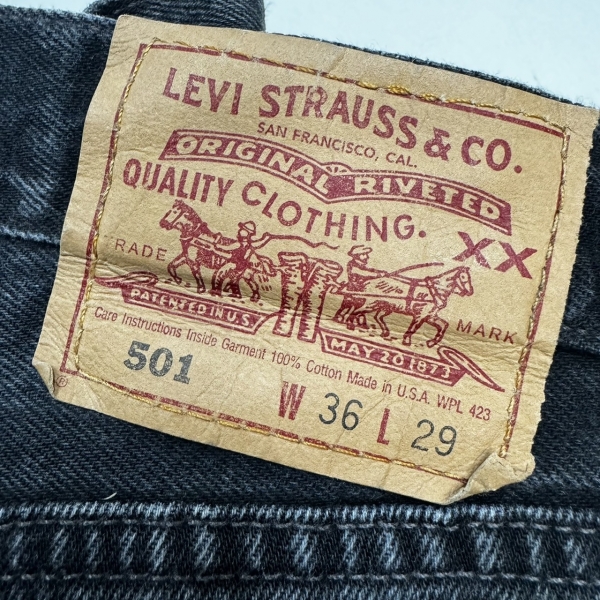 LEVI STRAUSS & CO.
SAN FRANCISCO, CAL.
ORIGINAL RIVETED
QUALITY CLOTHING.
XX
TRADE MARK
PATENTED IN U.S. MAY 20 1873
Care Instructions Inside Garment 100% Cotton Made in U.S.A. WPL 423
®
501 W 36 L 29